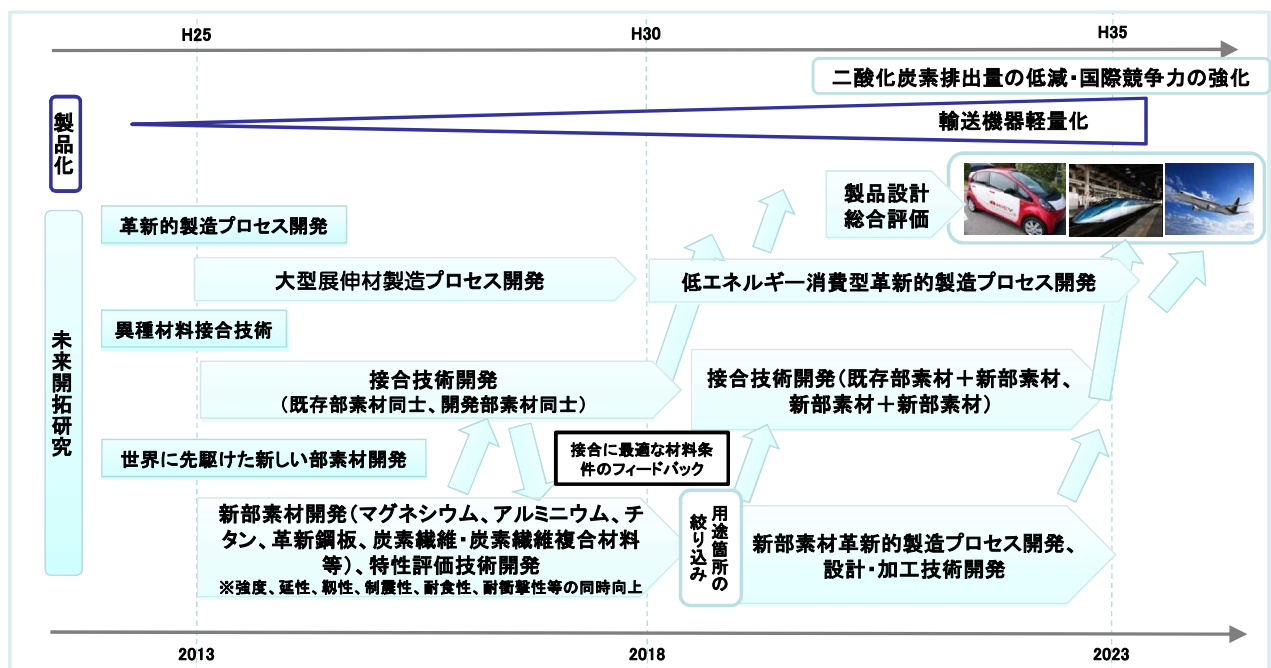 H25
H30
H35
二酸化炭素排出量の低減・国際競争力の強化
製品化
輸送機器軽量化
製品設計
総合評価
未来開拓研究
革新的製造プロセス開発
大型展伸材製造プロセス開発
低エネルギー消費型革新的製造プロセス開発
異種材料接合技術
接合技術開発
（既存部素材同士、開発部素材同士）
接合技術開発（既存部素材＋新部素材、
新部素材＋新部素材）
接合に最適な材料条
件のフィードバック
世界に先駆けた新しい部素材開発
新部素材開発（マグネシウム、アルミニウム、チ
タン、革新鋼板、炭素繊維・炭素繊維複合材料
等）、特性評価技術開発
※強度、延性、靱性、制震性、耐食性、耐衝撃性等の同時向上
用途箇所の
絞り込み
新部素材革新的製造プロセス開発、
設計・加工技術開発
2013
2018
2023